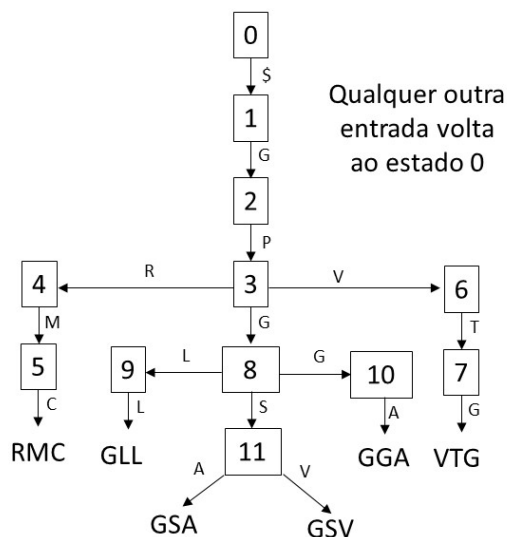 0
$
Qualquer outra
entrada volta
ao estado 0
1
G
2
P
R
V
4
3
6
M
G
T
5
9
L
8
G
10
7
C
L
S
A
G
RMC
GLL
11
GGA
VTG
A
V
GSA
GSV